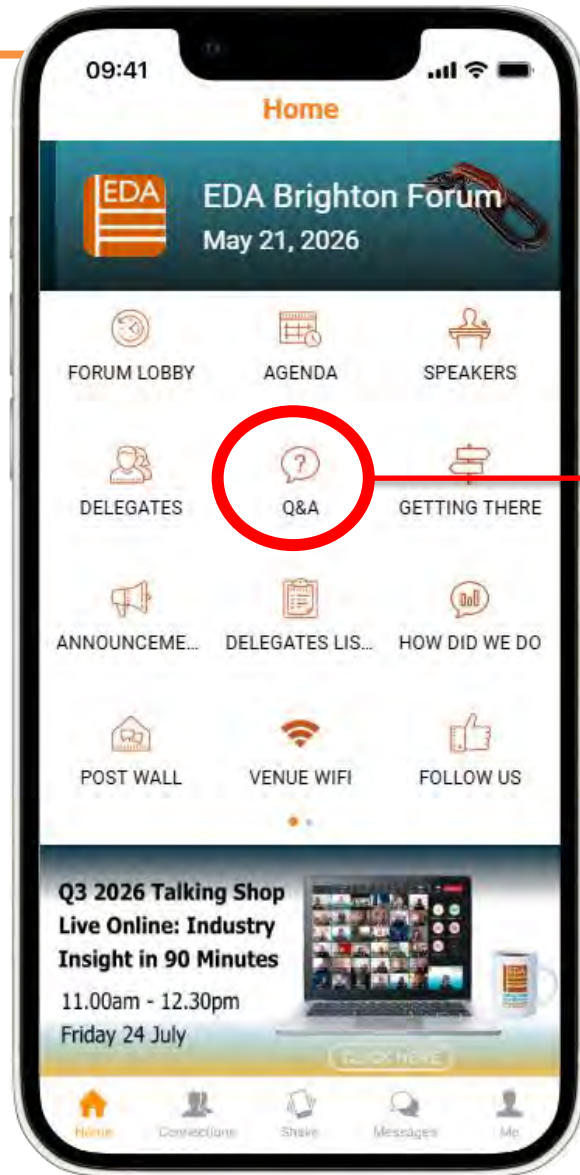 09:41
Home
EDA
EDA Brighton Forum
May 21, 2026
FORUM LOBBY
AGENDA
SPEAKERS
DELEGATES
Q&A
GETTING THERE
ANNOUNCEME...
DELEGATES LIS...
HOW DID WE DO
POST WALL
VENUE WIFI
FOLLOW US
Q3 2026 Talking Shop
Live Online: Industry
Insight in 90 Minutes
11.00am - 12.30pm
Friday 24 July
EDA
CLICK HERE
Home
Connections
Shake
Messages
Me